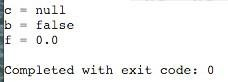 c = null
b = false
f = 0.0
Completed with exit code: 0